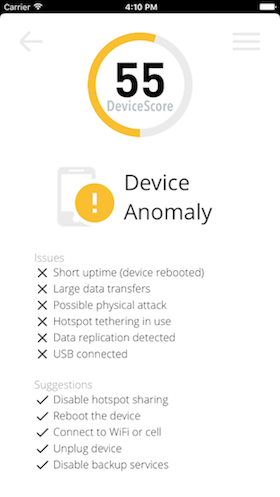 Carrier 4:10 PM
55
DeviceScore
!
Device
Anomaly
Issues
Short uptime (device rebooted)
Large data transfers
Possible physical attack
Hotspot tethering in use
Data replication detected
USB connected
Suggestions
Disable hotspot sharing
Reboot the device
Connect to WiFi or cell
Unplug device
Disable backup services